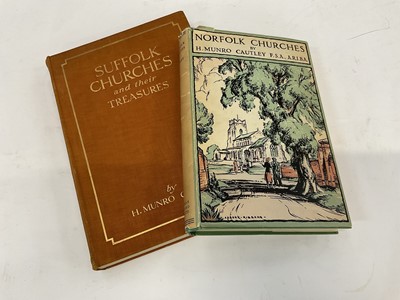 SUFFOLK
CHURCHES
and their
TREASURES
by
H. MUNRO C
NORFOLK CHURCHES
BY
H. MUNRO CAUTLEY F.S.A., A.R.I.B.A.